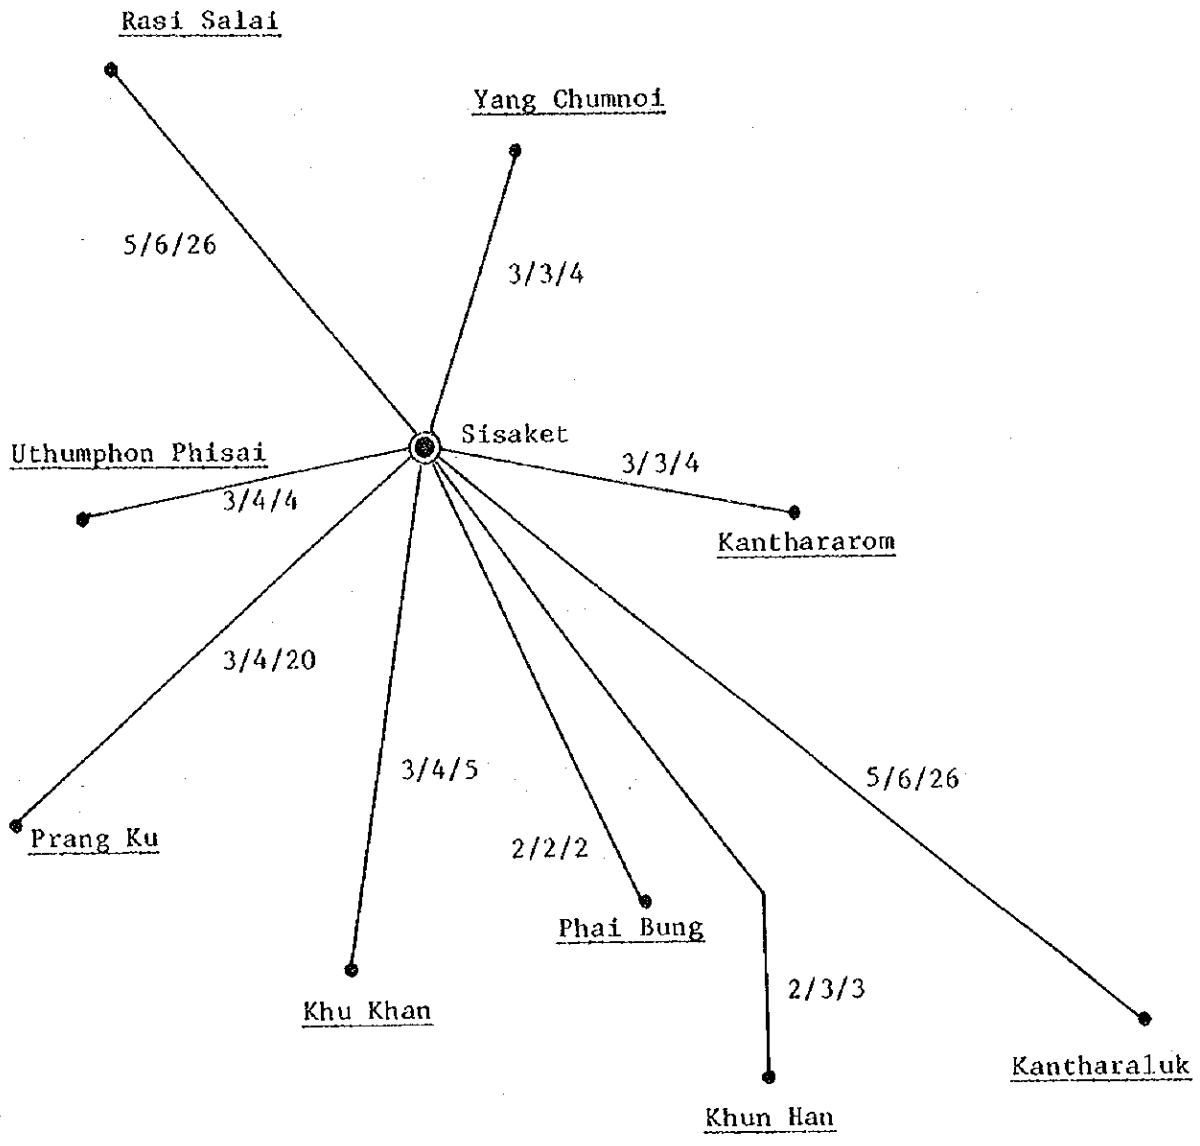 Rasi Salai
Yang Chumnoi
5/6/26
3/3/4
Sisaket
Uthumphon Phisai
3/3/4
3/4/4
Kanthararom
3/4/20
3/4/5
5/6/26
Prang Ku
2/2/2
Phai Bung
2/3/3
Khu Khan
Kantharaluk
Khun Han